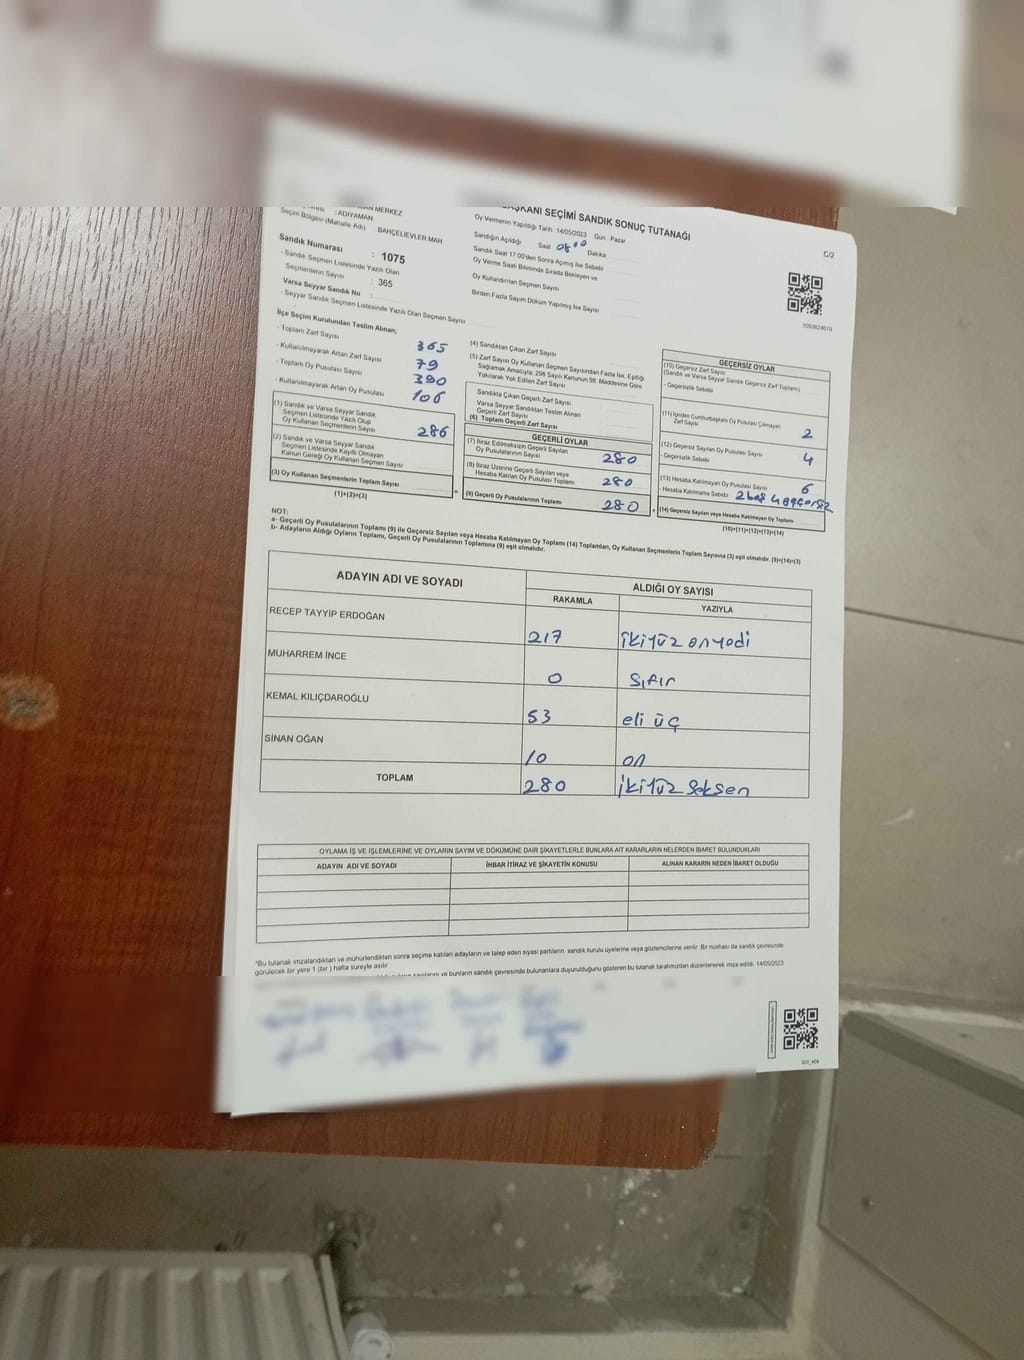 MERKEZ
: ADIYAMAN
Seçim Bölgesi (Mahalle Adı) : BAHÇELİEVLER MAH
Sandık Numarası : 1075
- Sandık Seçmen Listesinde Yazılı Olan
Seçmenlerin Sayısı : 365
Varsa Seyyar Sandık No :
- Seyyar Sandık Seçmen Listesinde Yazılı Olan Seçmen Sayısı
SEÇİMİ SANDIK SONUÇ TUTANAĞI
C/2
Oy Vermenin Yapıldığı Tarih : 14/05/2023 Gün : Pazar
Sandığın Açıldığı Saat 08 00 Dakika
Sandık Saat 17:00'den Sonra Açılmış İse Sebebi
Oy Verme Saati Bitiminde Sırada Bekleyen ve
Oy Kullandırılan Seçmen Sayısı
Birden Fazla Sayım Döküm Yapılmış İse Sayısı
1093824619
İlçe Seçim Kurulundan Teslim Alınan;
- Toplam Zarf Sayısı 365
- Kullanılmayarak Artan Zarf Sayısı 79
- Toplam Oy Pusulası Sayısı 390
- Kullanılmayarak Artan Oy Pusulası 106
(1) Sandık ve Varsa Seyyar Sandık
Seçmen Listesinde Yazılı Olup
Oy Kullanan Seçmenlerin Sayısı 286
(2) Sandık ve Varsa Seyyar Sandık
Seçmen Listesinde Kayıtlı Olmayan
Kanun Gereği Oy Kullanan Seçmen Sayısı
(3) Oy Kullanan Seçmenlerin Toplam Sayısı
(1)+(2)=(3)
(4) Sandıktan Çıkan Zarf Sayısı
(5) Zarf Sayısı Oy Kullanan Seçmen Sayısından Fazla İse, Eşitliği
Sağlamak Amacıyla, 298 Sayılı Kanunun 98. Maddesine Göre
Yakılarak Yok Edilen Zarf Sayısı
Sandıkta Çıkan Geçerli Zarf Sayısı
Varsa Seyyar Sandıktan Teslim Alınan
Geçerli Zarf Sayısı
(6) Toplam Geçerli Zarf Sayısı
GEÇERLİ OYLAR
(7) İtiraz Edilmeksizin Geçerli Sayılan
Oy Pusulalarının Sayısı 280
(8) İtiraz Üzerine Geçerli Sayılan veya
Hesaba Katılan Oy Pusulası Toplamı 280
(9) Geçerli Oy Pusulalarının Toplamı 280
GEÇERSİZ OYLAR
(10) Geçersiz Zarf Sayısı
(Sandık ve Varsa Seyyar Sandık Geçersiz Zarf Toplamı)
- Geçersizlik Sebebi
(11) İçinden Cumhurbaşkanı Oy Pusulası Çıkmayan
Zarf Sayısı 2
(12) Geçersiz Sayılan Oy Pusulası Sayısı 4
- Geçersizlik Sebebi
(13) Hesaba Katılmayan Oy Pusulası Sayısı 6
- Hesaba Katılmama Sebebi 2 boş 4 geçersiz
(14) Geçersiz Sayılan veya Hesaba Katılmayan Oy Toplamı
(10)+(11)+(12)+(13)=(14)
NOT:
a- Geçerli Oy Pusulalarının Toplamı (9) ile Geçersiz Sayılan veya Hesaba Katılmayan Oy Toplamı (14) Toplamları, Oy Kullanan Seçmenlerin Toplam Sayısına (3) eşit olmalıdır. (9)+(14)=(3)
b- Adayların Aldığı Oyların Toplamı, Geçerli Oy Pusulalarının Toplamına (9) eşit olmalıdır.
ADAYIN ADI VE SOYADI
ALDIĞI OY SAYISI
RAKAMLA YAZIYLA
RECEP TAYYİP ERDOĞAN 217 ikiyüz onyedi
MUHARREM İNCE 0 Sıfır
KEMAL KILIÇDAROĞLU 53 eli üç
SİNAN OĞAN 10 on
TOPLAM 280 ikiyüz seksen
OYLAMA İŞ VE İŞLEMLERİNE VE OYLARIN SAYIM VE DÖKÜMÜNE DAİR ŞİKAYETLERLE BUNLARA AİT KARARLARIN NELERDEN İBARET BULUNDUKLARI
ADAYIN ADI VE SOYADI İHBAR İTİRAZ VE ŞİKAYETİN KONUSU ALINAN KARARIN NEDEN İBARET OLDUĞU
*Bu tutanak imzalandıktan ve mühürlendikten sonra seçime katılan adayların ve talep eden siyasi partilerin sandık kurulu üyelerine veya gözlemcilerine verilir. Bir nüshası da sandık çevresinde
görülecek bir yere 1 (bir) hafta süreyle asılır.
ve bunların sandık çevresinde bulunanlara duyurulduğunu gösteren bu tutanak tarafımızdan düzenlenerek imza edildi. 14/05/2023